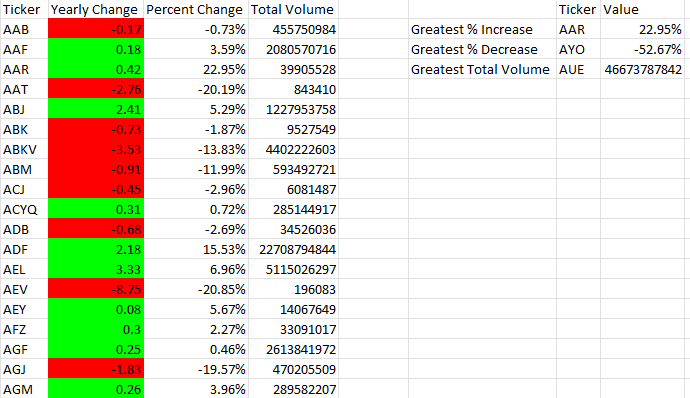 Ticker Yearly Change Percent Change Total Volume Ticker Value
AAB -0.17 -0.73% 455750984 Greatest % Increase AAR 22.95%
AAF 0.18 3.59% 2080570716 Greatest % Decrease AYO -52.67%
AAR 0.42 22.95% 39905528 Greatest Total Volume AUE 46673787842
AAT -2.76 -20.19% 843410
ABJ 2.41 5.29% 1227953758
ABK -0.73 -1.87% 9527549
ABKV -3.53 -13.83% 4402222603
ABM -0.91 -11.99% 593492721
ACJ -0.45 -2.96% 6081487
ACYQ 0.31 0.72% 285144917
ADB -0.68 -2.69% 34526036
ADF 2.18 15.53% 22708794844
AEL 3.33 6.96% 5115026297
AEV -8.75 -20.85% 196083
AEY 0.08 5.67% 14067649
AFZ 0.3 2.27% 33091017
AGF 0.25 0.46% 2613841972
AGJ -1.83 -19.57% 470205509
AGM 0.26 3.96% 289582207